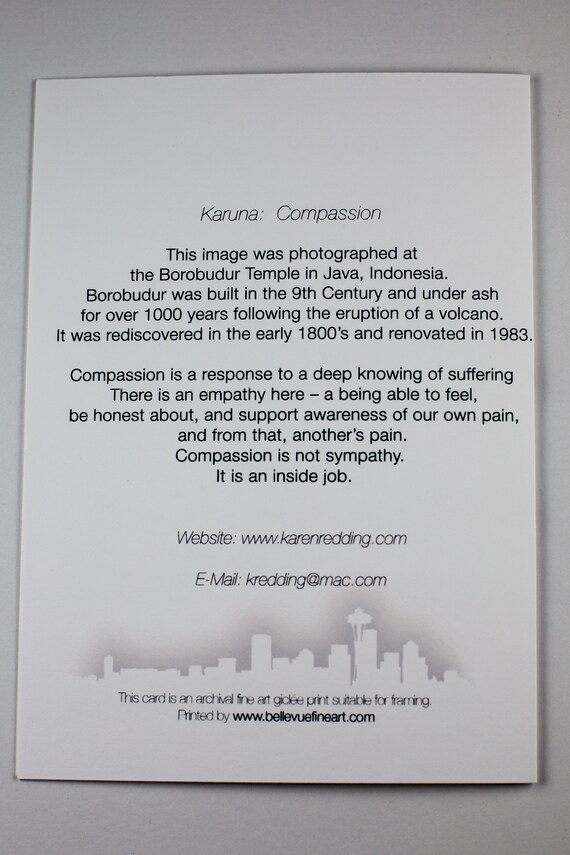 Karuna: Compassion
This image was photographed at
the Borobudur Temple in Java, Indonesia.
Borobudur was built in the 9th Century and under ash
for over 1000 years following the eruption of a volcano.
It was rediscovered in the early 1800's and renovated in 1983.
Compassion is a response to a deep knowing of suffering
There is an empathy here – a being able to feel,
be honest about, and support awareness of our own pain,
and from that, another's pain.
Compassion is not sympathy.
It is an inside job.
Website: www.karenredding.com
E-Mail: kredding@mac.com
This card is an archival fine art giclée print suitable for framing.
Printed by www.bellevuefineart.com